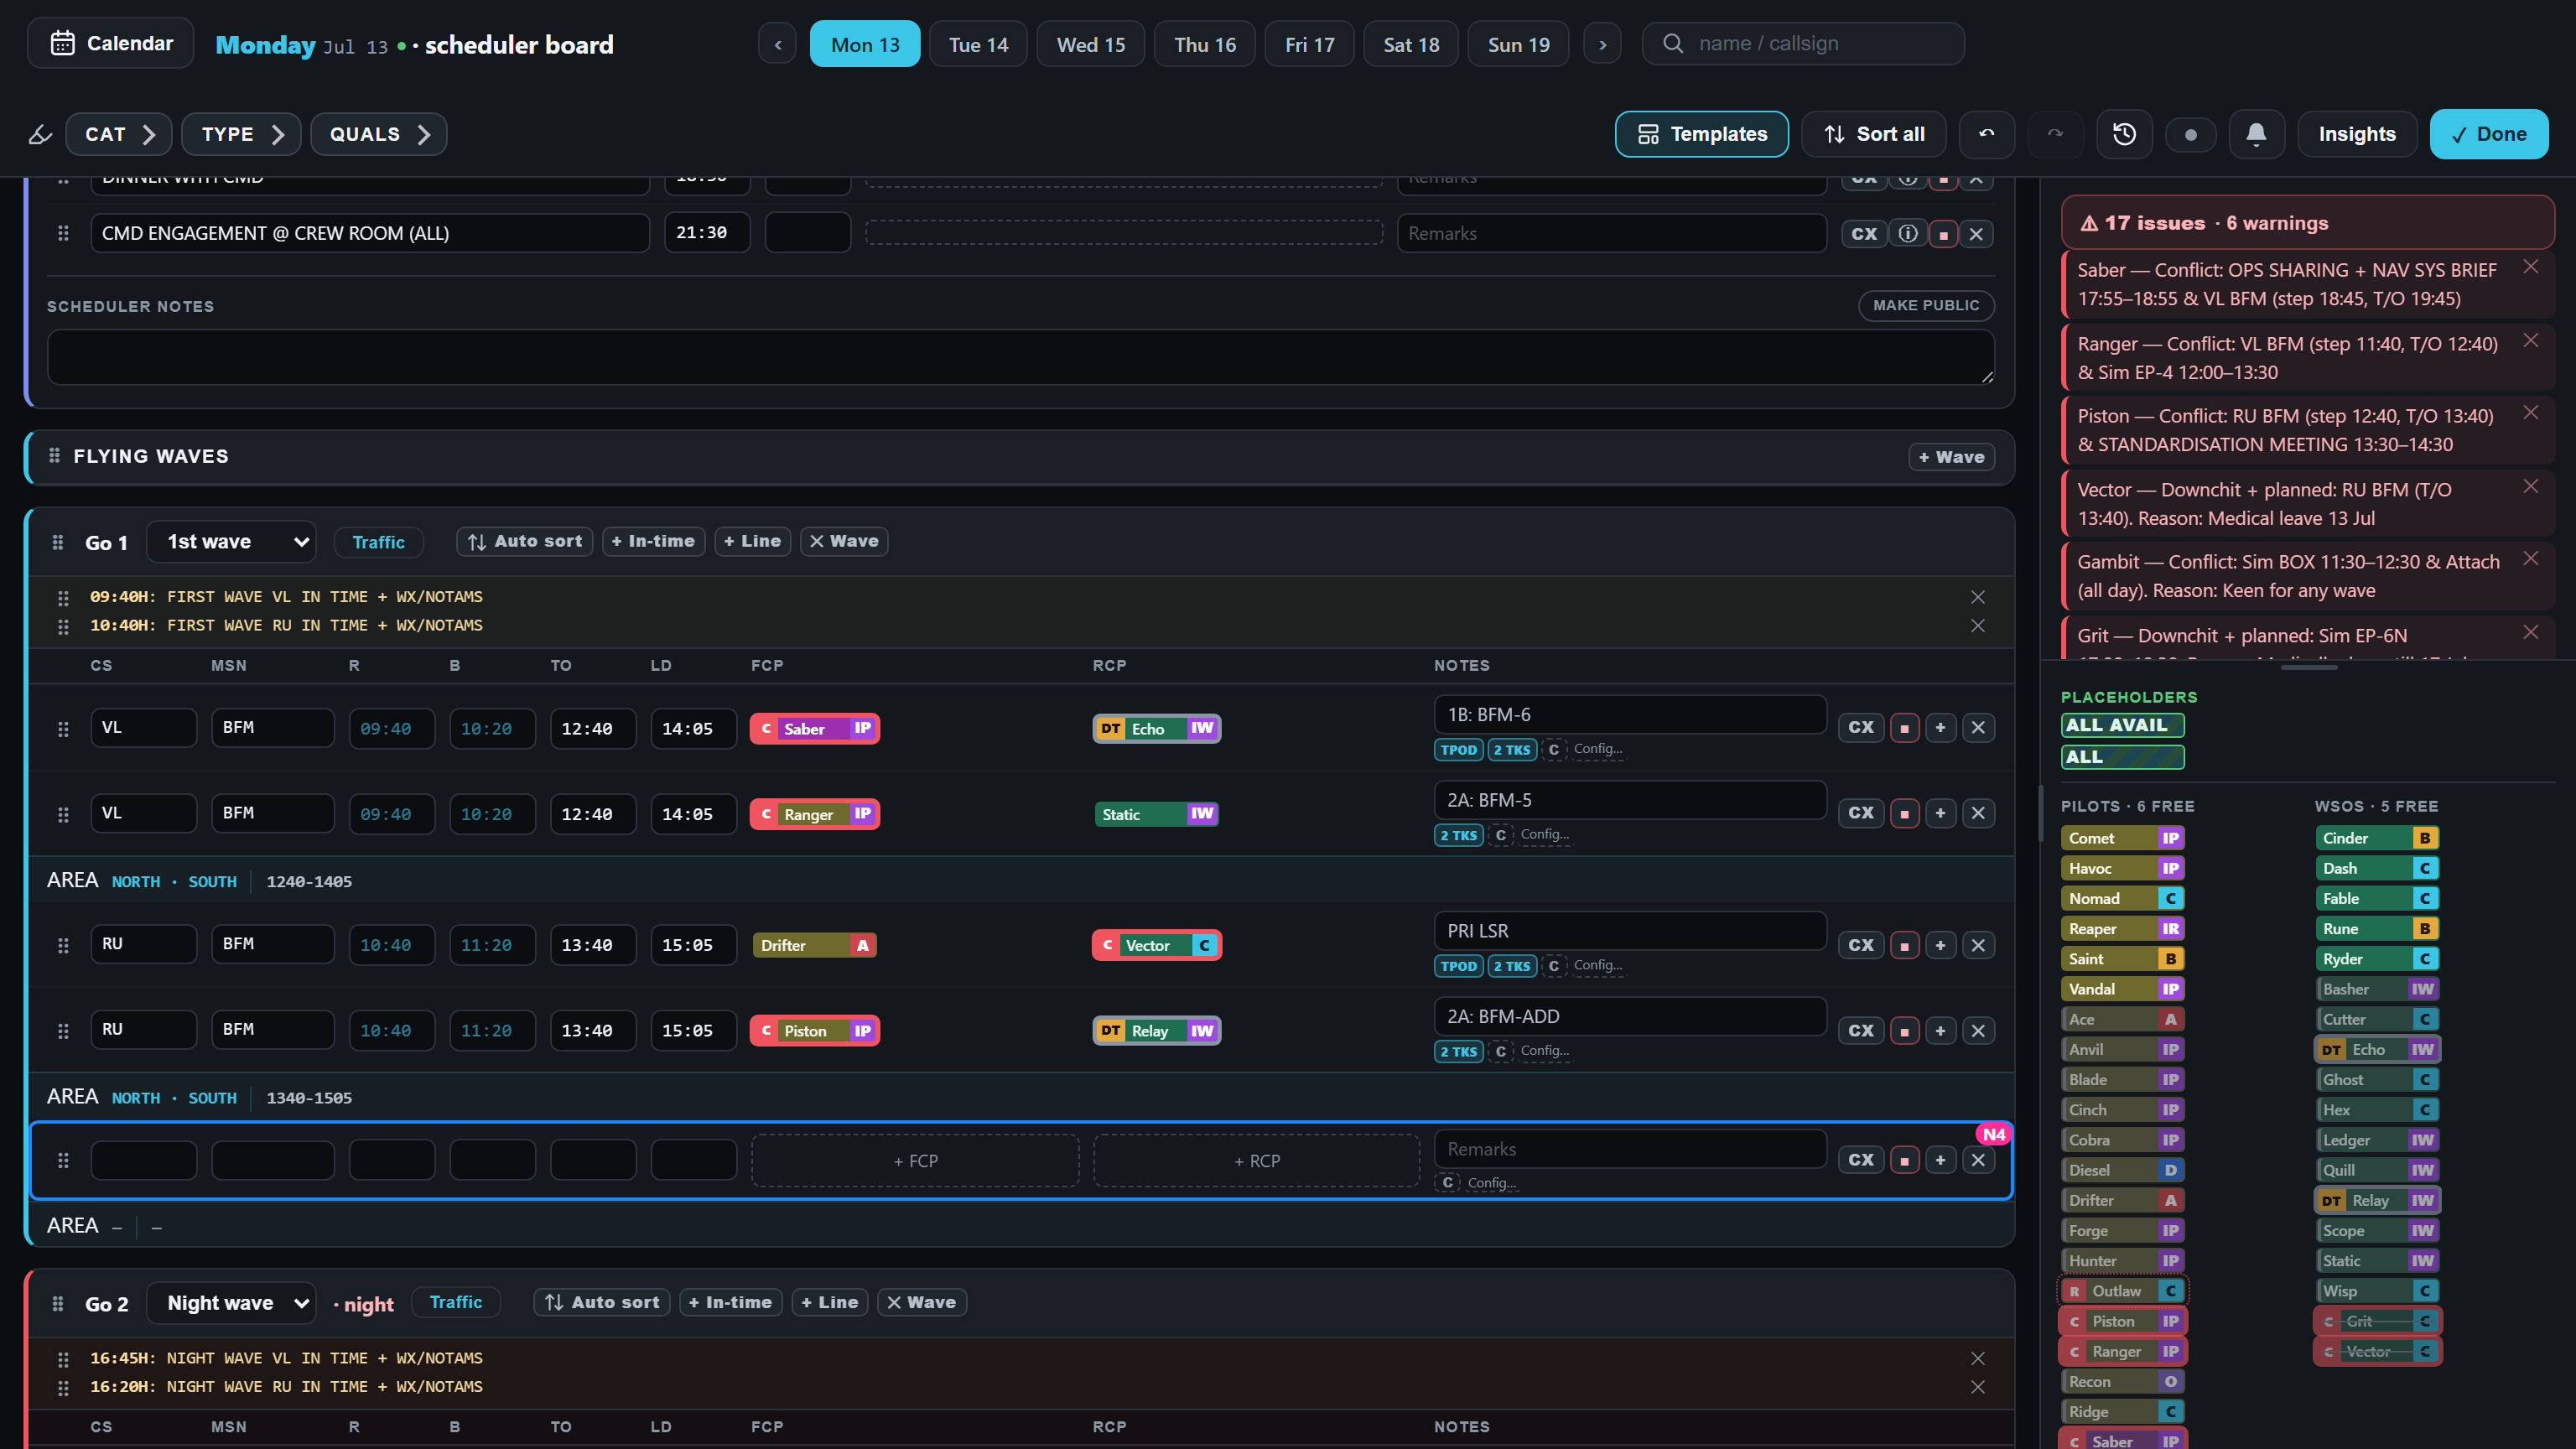 Calendar
Monday Jul 13 · scheduler board
‹ Mon 13 Tue 14 Wed 15 Thu 16 Fri 17 Sat 18 Sun 19 ›
name / callsign
CAT TYPE QUALS
Templates Sort all Insights ✓ Done
DINNER WITH CMD 18:30 Remarks CX
CMD ENGAGEMENT @ CREW ROOM (ALL) 21:30 Remarks CX
SCHEDULER NOTES MAKE PUBLIC
FLYING WAVES + Wave
Go 1 1st wave Traffic Auto sort + In-time + Line ✕ Wave
09:40H: FIRST WAVE VL IN TIME + WX/NOTAMS
10:40H: FIRST WAVE RU IN TIME + WX/NOTAMS
CS MSN R B TO LD FCP RCP NOTES
VL BFM 09:40 10:20 12:40 14:05 C Saber IP DT Echo IW 1B: BFM-6 CX
TPOD 2 TKS C Config...
VL BFM 09:40 10:20 12:40 14:05 C Ranger IP Static IW 2A: BFM-5 CX
2 TKS C Config...
AREA NORTH · SOUTH 1240-1405
RU BFM 10:40 11:20 13:40 15:05 Drifter A C Vector C PRI LSR CX
TPOD 2 TKS C Config...
RU BFM 10:40 11:20 13:40 15:05 C Piston IP DT Relay IW 2A: BFM-ADD CX
2 TKS C Config...
AREA NORTH · SOUTH 1340-1505
N4
+ FCP + RCP Remarks CX
C Config...
AREA – –
Go 2 Night wave · night Traffic Auto sort + In-time + Line ✕ Wave
16:45H: NIGHT WAVE VL IN TIME + WX/NOTAMS
16:20H: NIGHT WAVE RU IN TIME + WX/NOTAMS
CS MSN R B TO LD FCP RCP NOTES
17 issues · 6 warnings
Saber — Conflict: OPS SHARING + NAV SYS BRIEF
17:55–18:55 & VL BFM (step 18:45, T/O 19:45)
Ranger — Conflict: VL BFM (step 11:40, T/O 12:40)
& Sim EP-4 12:00–13:30
Piston — Conflict: RU BFM (step 12:40, T/O 13:40)
& STANDARDISATION MEETING 13:30–14:30
Vector — Downchit + planned: RU BFM (T/O
13:40). Reason: Medical leave 13 Jul
Gambit — Conflict: Sim BOX 11:30–12:30 & Attach
(all day). Reason: Keen for any wave
Grit — Downchit + planned: Sim EP-6N
PLACEHOLDERS
ALL AVAIL
ALL
PILOTS · 6 FREE
Comet IP
Havoc IP
Nomad C
Reaper IR
Saint B
Vandal IP
Ace A
Anvil IP
Blade IP
Cinch IP
Cobra IP
Diesel D
Drifter A
Forge IP
Hunter IP
R Outlaw C
C Piston IP
C Ranger IP
Recon O
Ridge C
C Saber IP
WSOS · 5 FREE
Cinder B
Dash C
Fable C
Rune B
Ryder C
Basher IW
Cutter C
DT Echo IW
Ghost C
Hex C
Ledger IW
Quill IW
DT Relay IW
Scope IW
Static IW
Wisp C
C Grit C
C Vector C